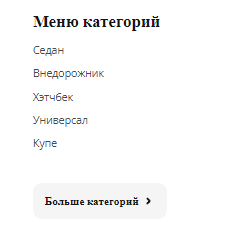 Меню категорий
Седан
Внедорожник
Хэтчбек
Универсал
Купе
Больше категорий